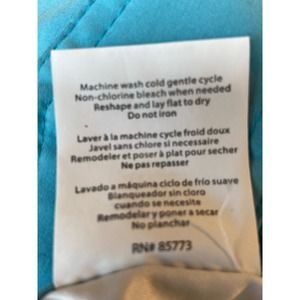 Machine wash cold gentle cycle
Non-chlorine bleach when needed
Reshape and lay flat to dry
Do not iron
Laver à la machine cycle froid doux
Javel sans chlore si necessaire
Remodeler et poser à plat pour secher
Ne pas repasser
Lavado a máquina ciclo de frío suave
Blanqueador sin cloro
cuando se necesite
Remodelar y poner a secar
No planchar
RN# 85773